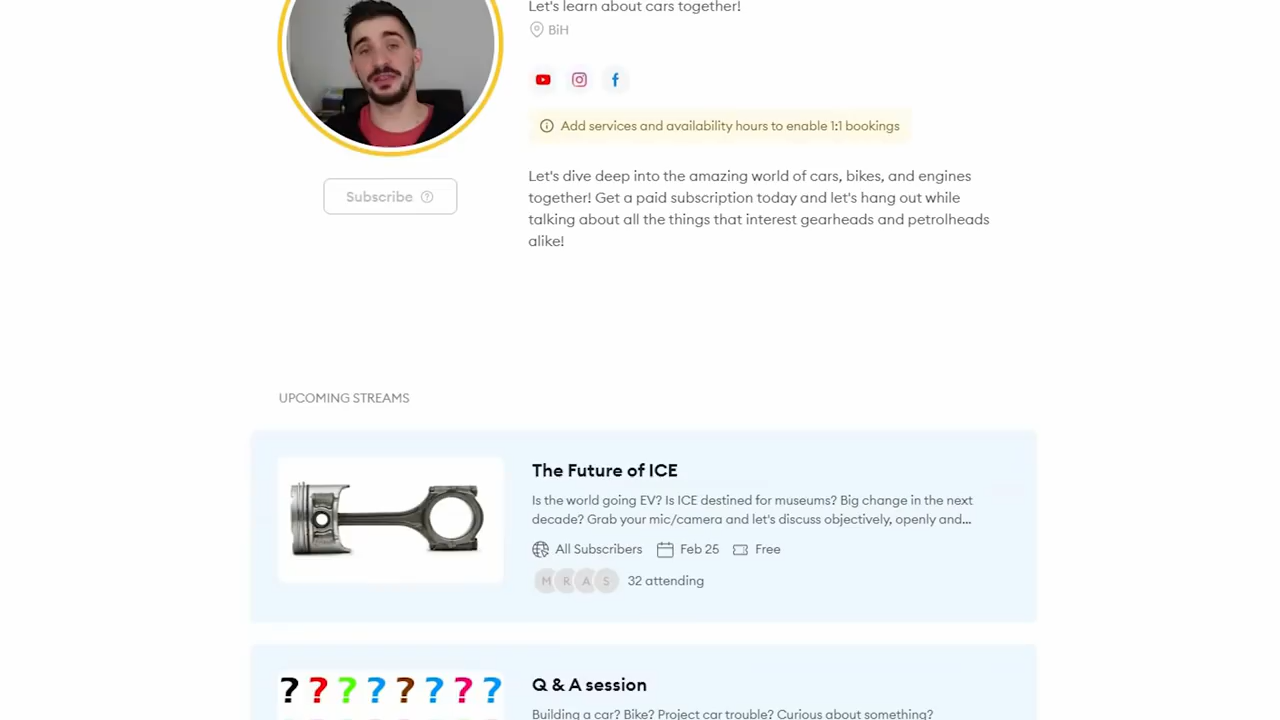 Let's learn about cars together!
BiH
Add services and availability hours to enable 1:1 bookings
Subscribe
Let's dive deep into the amazing world of cars, bikes, and engines
together! Get a paid subscription today and let's hang out while
talking about all the things that interest gearheads and petrolheads
alike!
UPCOMING STREAMS
The Future of ICE
Is the world going EV? Is ICE destined for museums? Big change in the next
decade? Grab your mic/camera and let's discuss objectively, openly and...
All Subscribers Feb 25 Free
M R A S 32 attending
? ? ? ? ? ? ? ?
Q & A session
Building a car? Bike? Project car trouble? Curious about something?